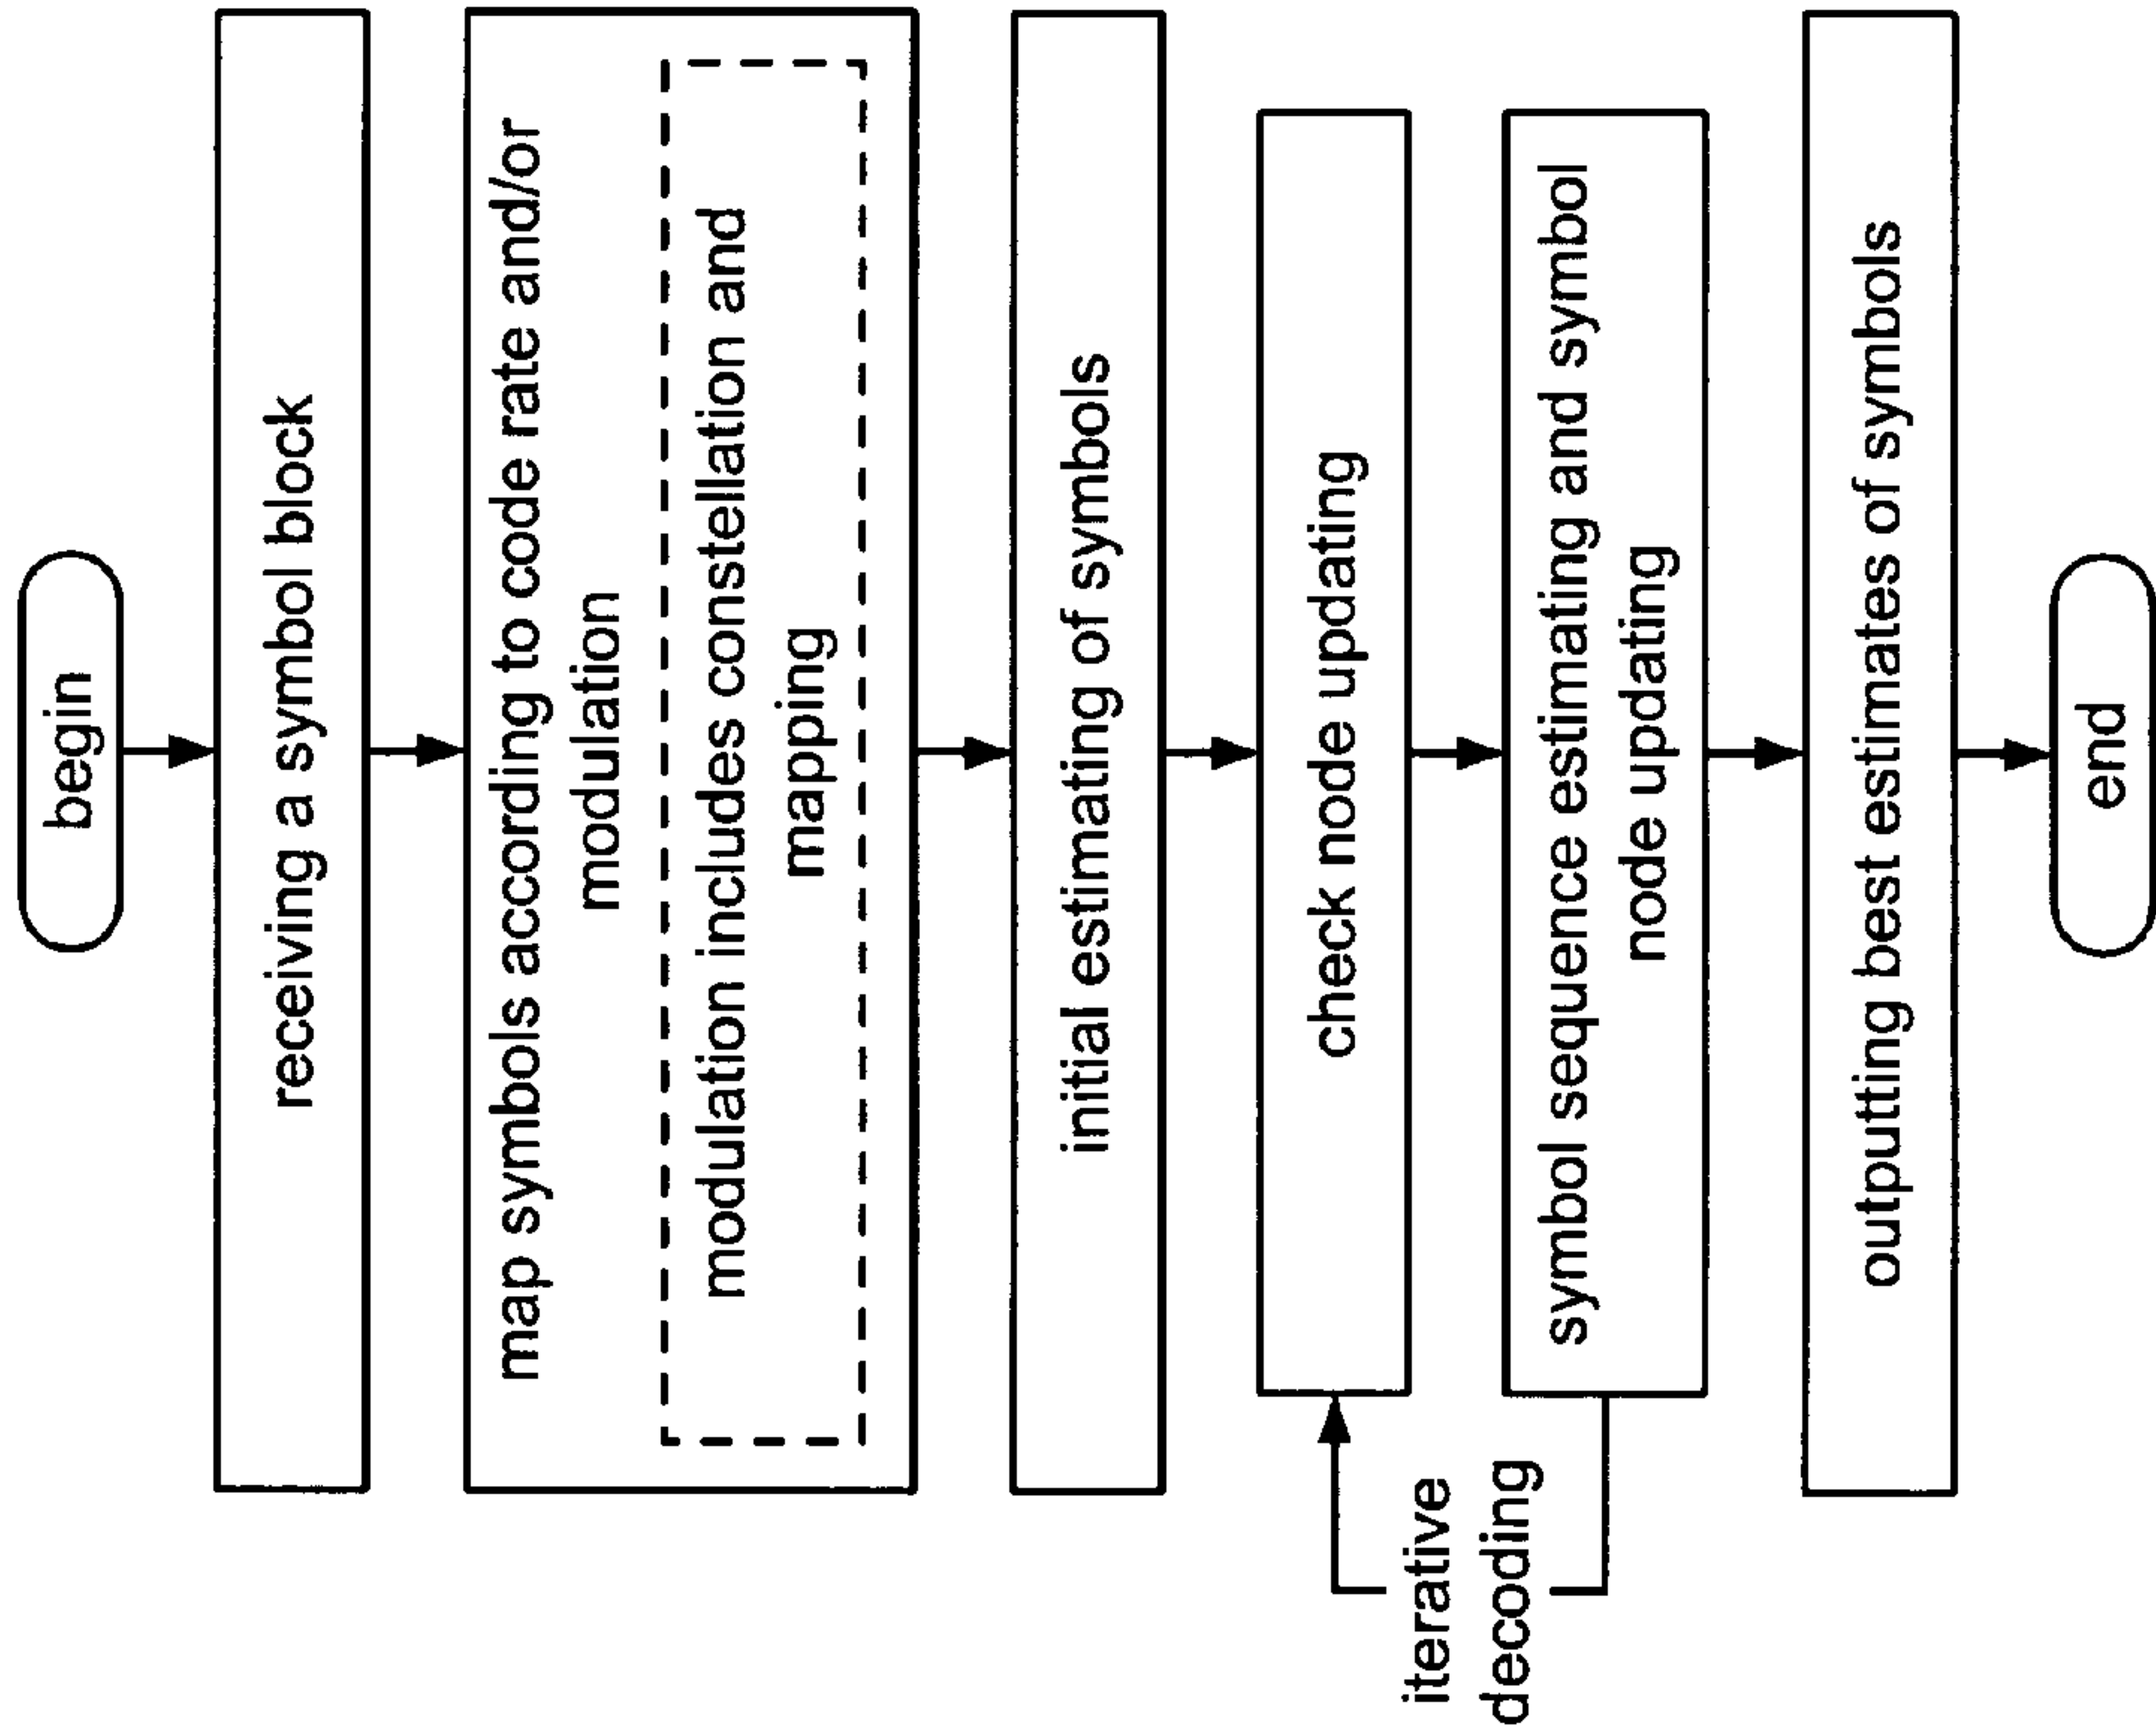 begin
receiving a symbol block
map symbols according to code rate and/or
modulation
modulation includes constellation and
mapping
initial estimating of symbols
check node updating
iterative
decoding
symbol sequence estimating and symbol
node updating
outputting best estimates of symbols
end